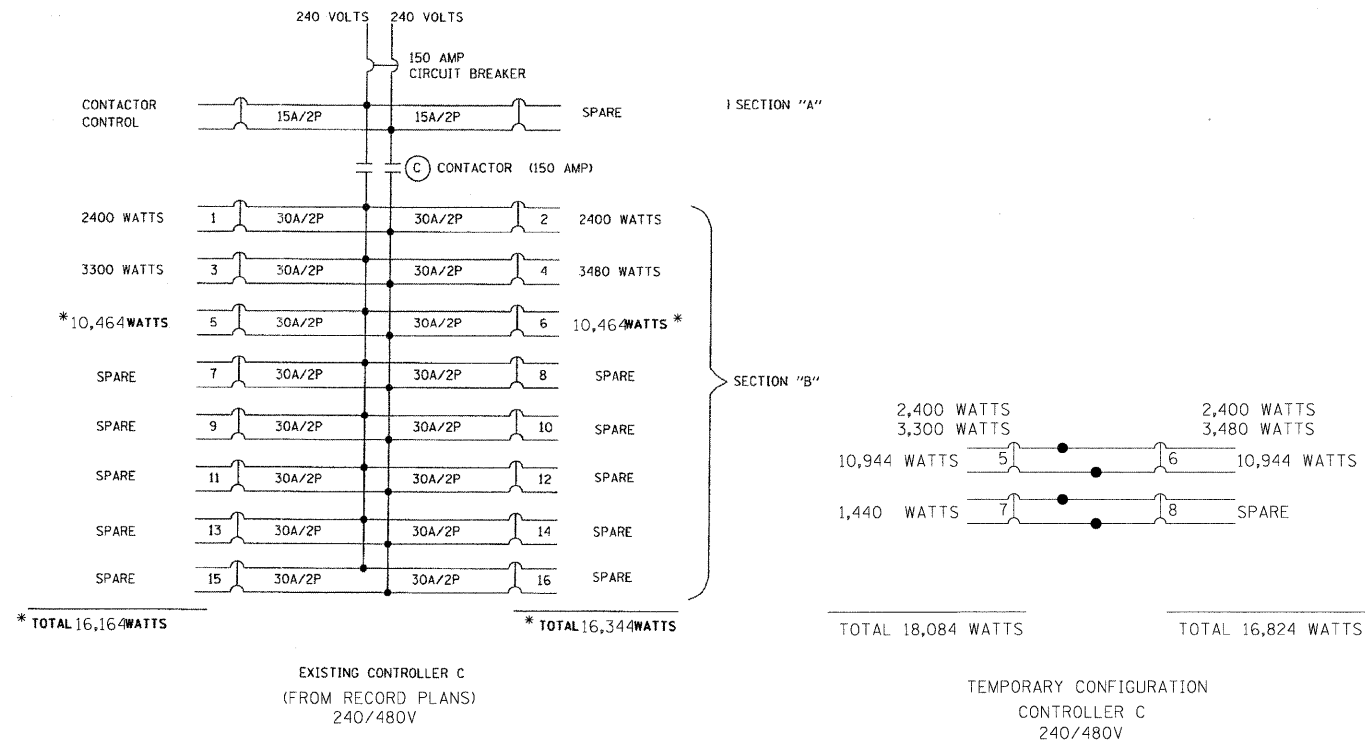 240 VOLTS 240 VOLTS
150 AMP
CIRCUIT BREAKER
CONTACTOR
CONTROL
15A/2P 15A/2P
SPARE
} SECTION "A"
C CONTACTOR (150 AMP)
2400 WATTS 1 30A/2P 30A/2P 2 2400 WATTS
3300 WATTS 3 30A/2P 30A/2P 4 3480 WATTS
*10,464 WATTS 5 30A/2P 30A/2P 6 10,464 WATTS *
SPARE 7 30A/2P 30A/2P 8 SPARE
SPARE 9 30A/2P 30A/2P 10 SPARE
SPARE 11 30A/2P 30A/2P 12 SPARE
SPARE 13 30A/2P 30A/2P 14 SPARE
SPARE 15 30A/2P 30A/2P 16 SPARE
SECTION "B"
* TOTAL 16,164 WATTS
* TOTAL 16,344 WATTS
EXISTING CONTROLLER C
(FROM RECORD PLANS)
240/480V
2,400 WATTS 2,400 WATTS
3,300 WATTS 3,480 WATTS
10,944 WATTS 5 6 10,944 WATTS
1,440 WATTS 7 8 SPARE
TOTAL 18,084 WATTS TOTAL 16,824 WATTS
TEMPORARY CONFIGURATION
CONTROLLER C
240/480V